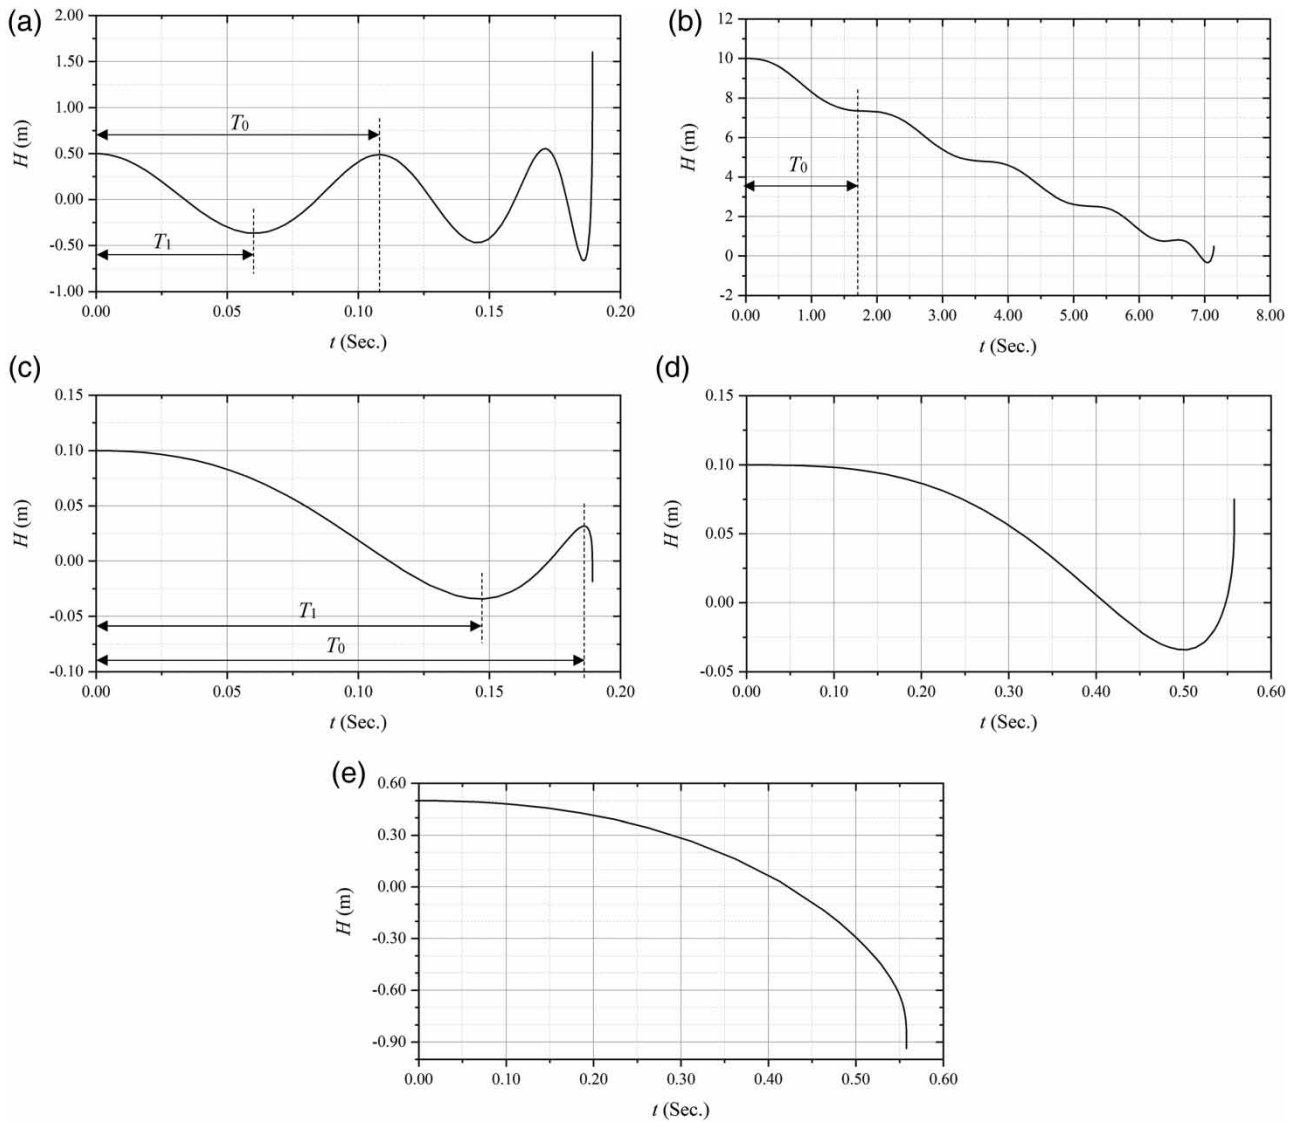 (a)
2.00
1.50
1.00
0.50
0.00
-0.50
-1.00
H (m)
T0
T1
0.00 0.05 0.10 0.15 0.20
t (Sec.)
(b)
12
10
8
6
4
2
0
-2
H (m)
T0
0.00 1.00 2.00 3.00 4.00 5.00 6.00 7.00 8.00
t (Sec.)
(c)
0.15
0.10
0.05
0.00
-0.05
-0.10
H (m)
T1
T0
0.00 0.05 0.10 0.15 0.20
t (Sec.)
(d)
0.15
0.10
0.05
0.00
-0.05
H (m)
0.00 0.10 0.20 0.30 0.40 0.50 0.60
t (Sec.)
(e)
0.60
0.30
0.00
-0.30
-0.60
-0.90
H (m)
0.00 0.10 0.20 0.30 0.40 0.50 0.60
t (Sec.)